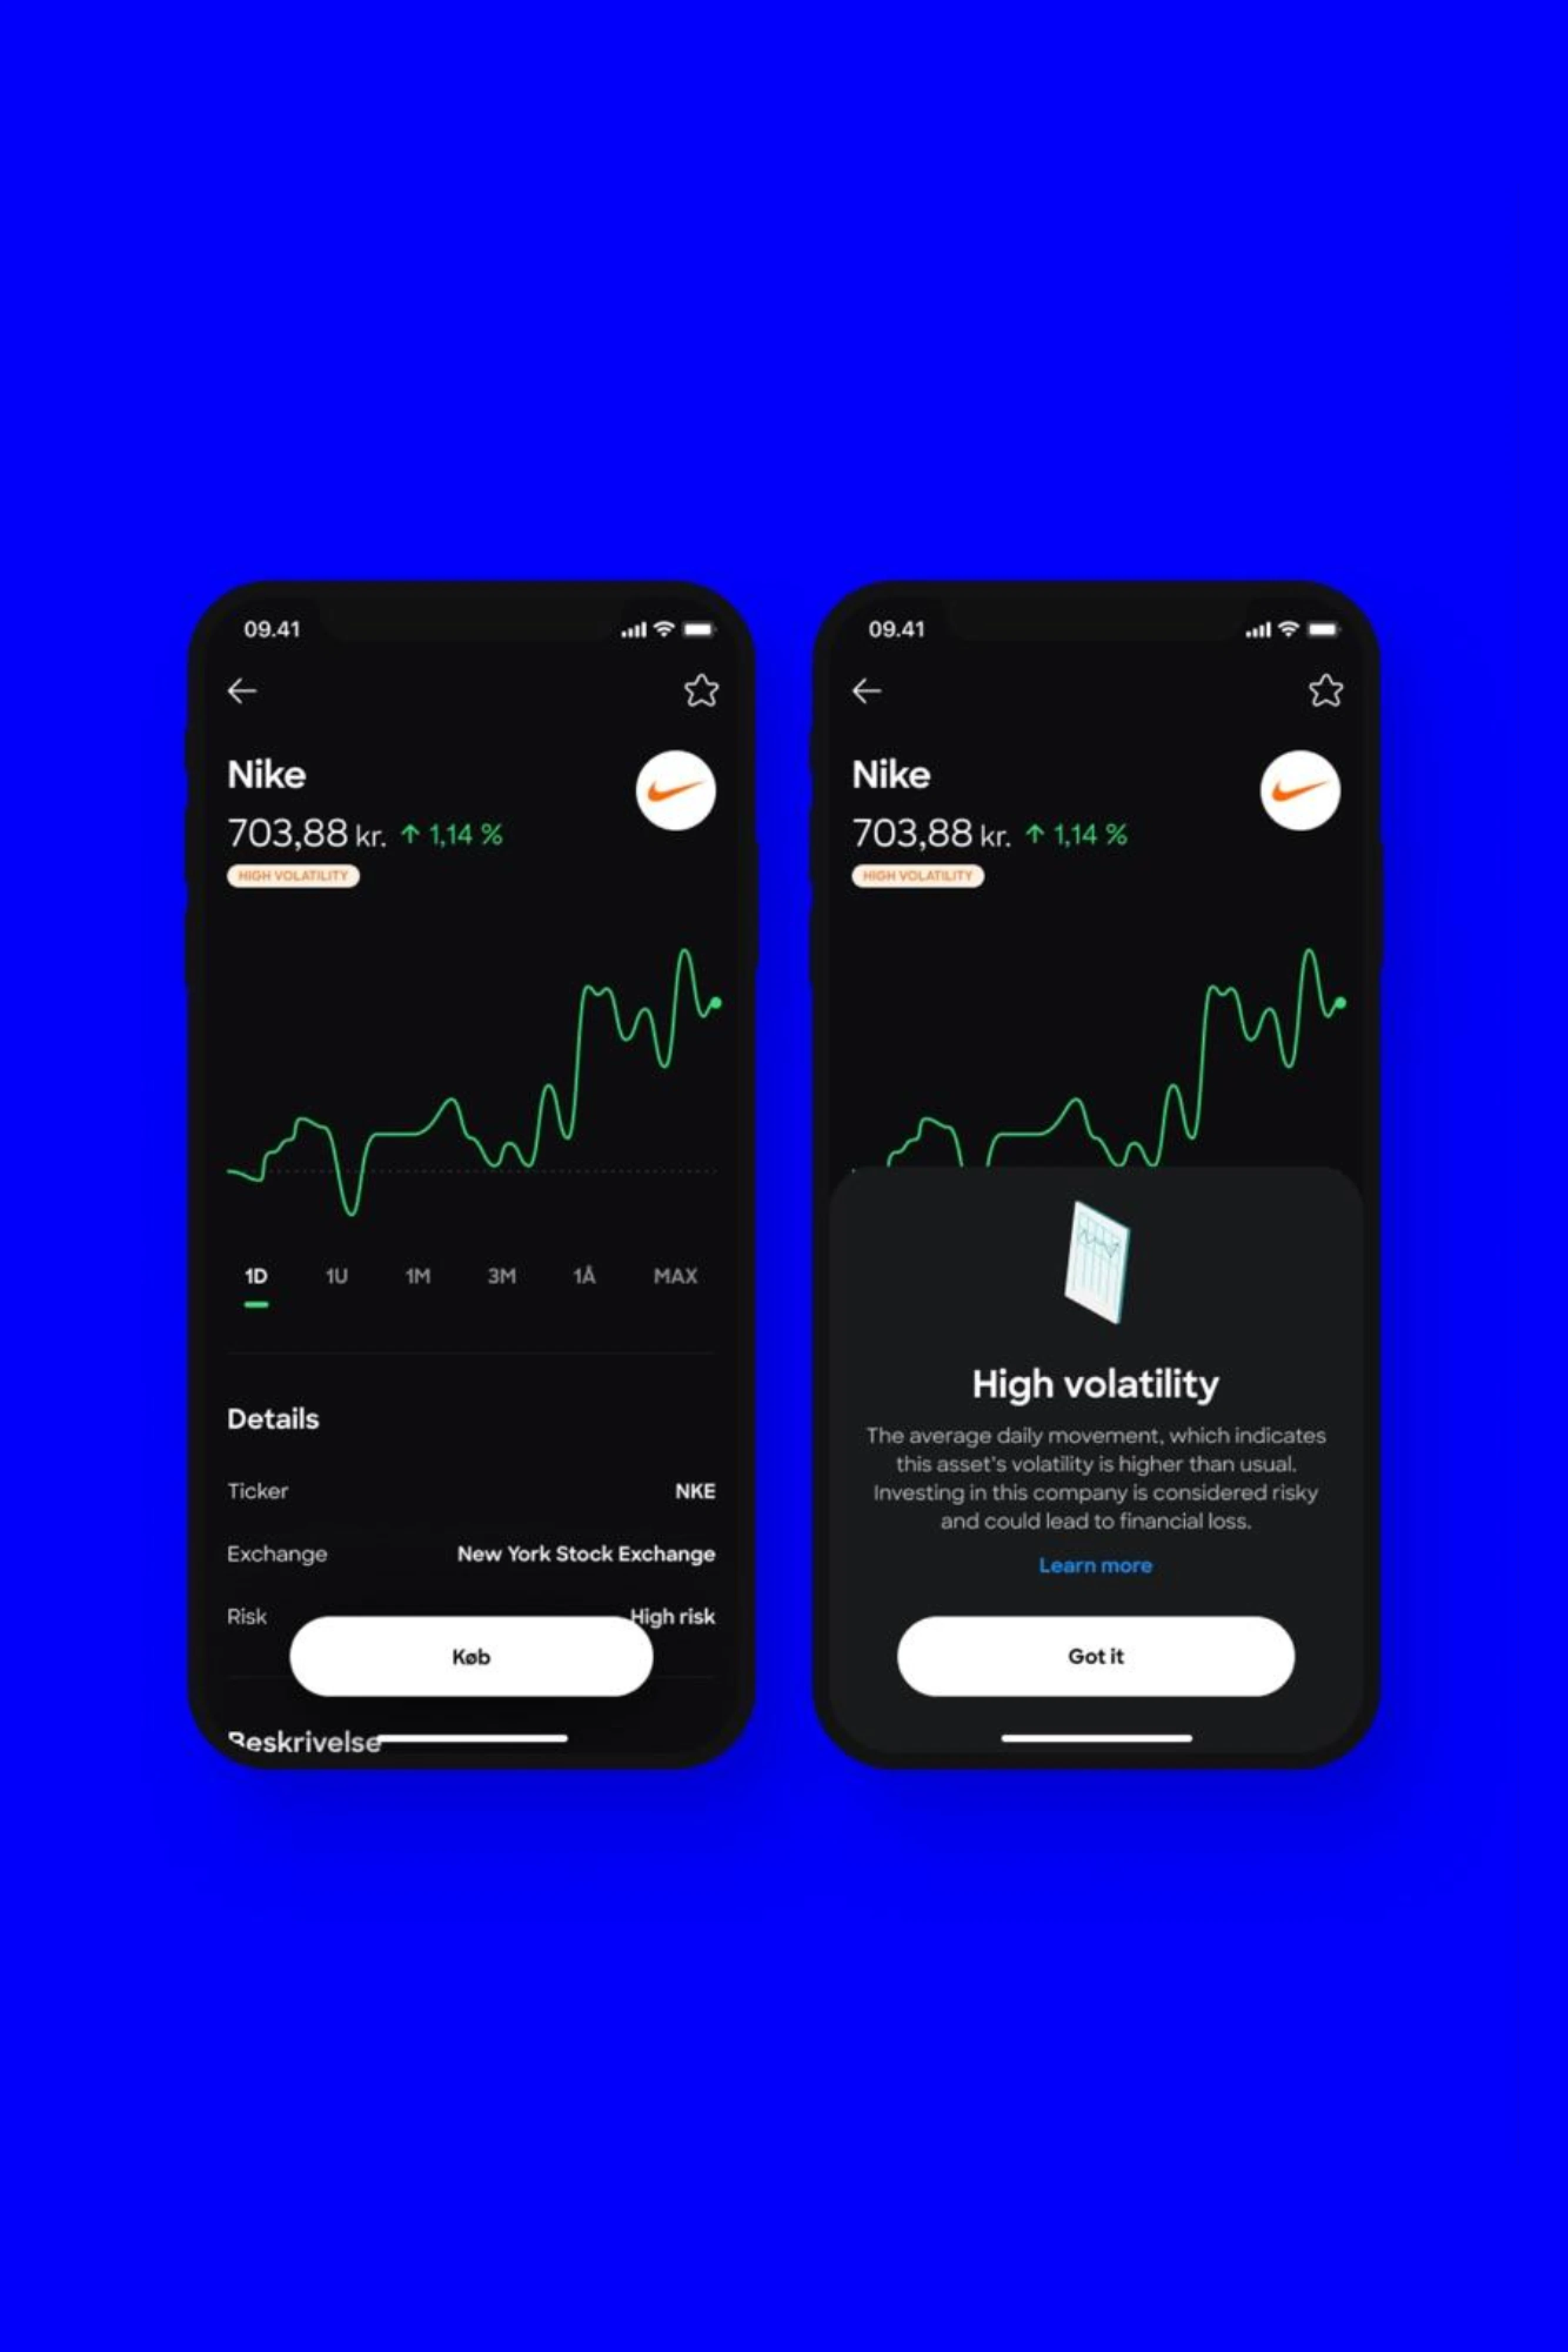 09.41
Nike
703,88 kr. ↑ 1,14 %
HIGH VOLATILITY
1D 1U 1M 3M 1Å MAX
Details
Ticker NKE
Exchange New York Stock Exchange
Risk High risk
Køb
Beskrivelse
09.41
Nike
703,88 kr. ↑ 1,14 %
HIGH VOLATILITY
High volatility
The average daily movement, which indicates
this asset's volatility is higher than usual.
Investing in this company is considered risky
and could lead to financial loss.
Learn more
Got it